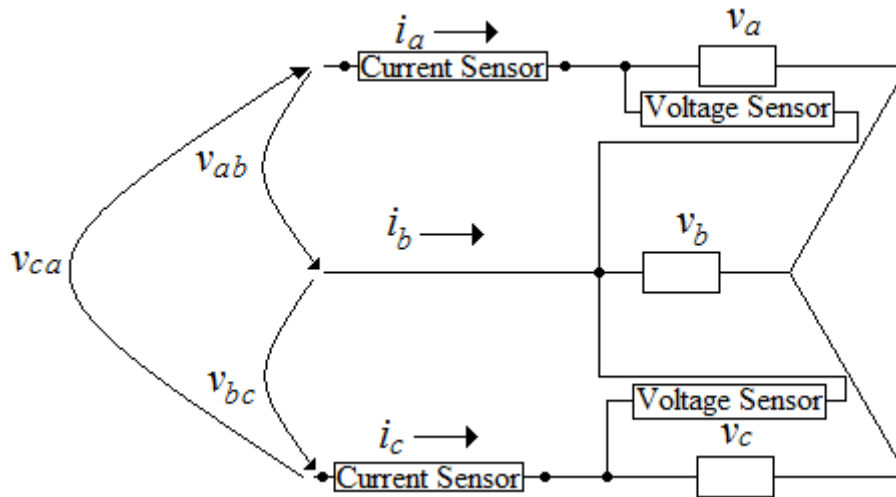 i_a
v_a
Current Sensor
Voltage Sensor
v_ab
i_b
v_b
v_ca
v_bc
Voltage Sensor
i_c
v_c
Current Sensor